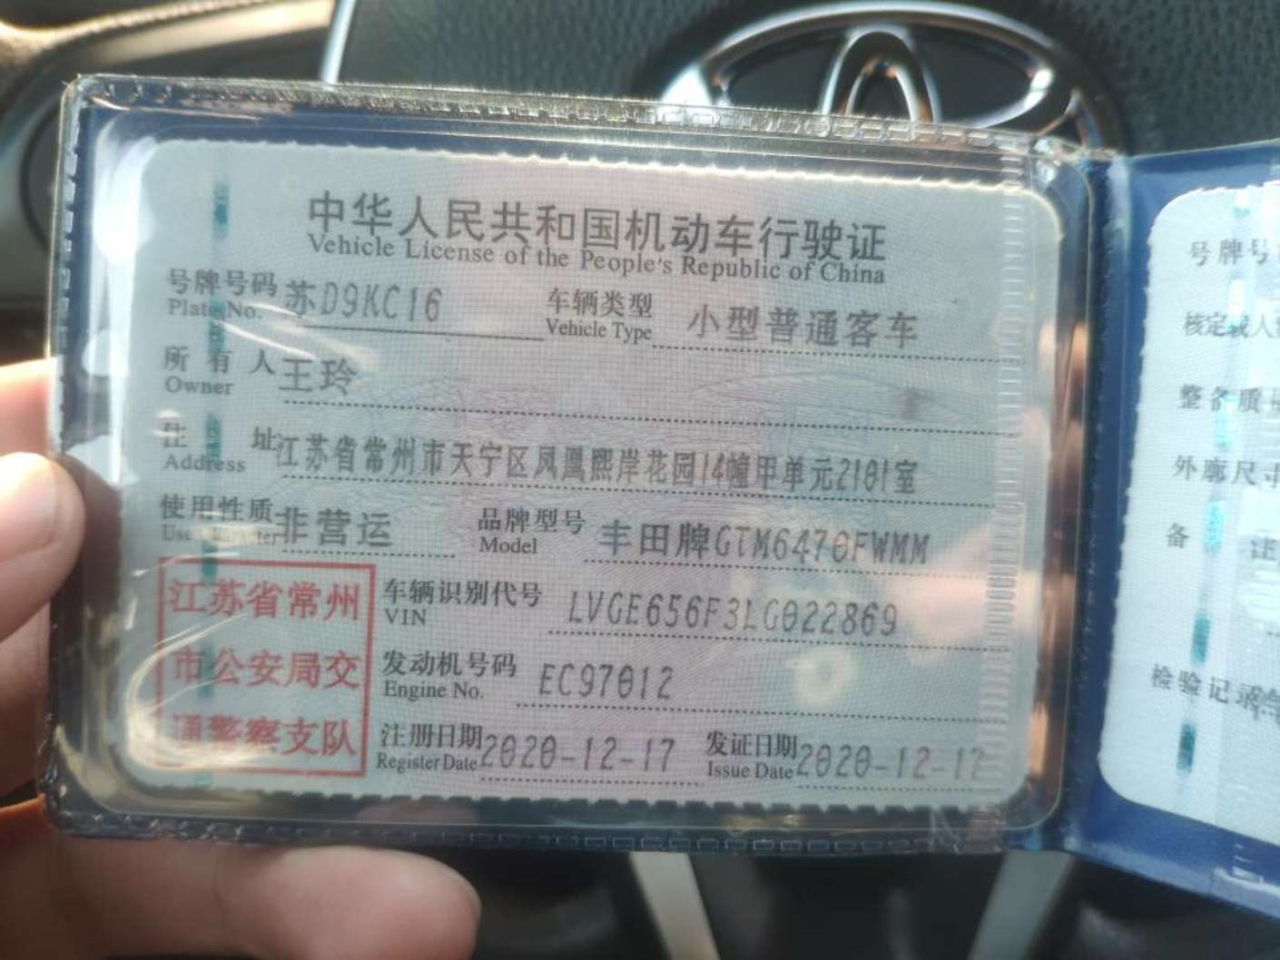 中华人民共和国机动车行驶证
Vehicle License of the People's Republic of China
号牌号码 苏D9KC16 车辆类型 小型普通客车
Plate No. Vehicle Type
所有人 王玲
Owner
住址 江苏省常州市天宁区凤凰熙岸花园14幢甲单元2101室
Address
使用性质 非营运 品牌型号 丰田牌GTM6470FWMM
Use Character Model
江苏省常州
市公安局交
通警察支队
车辆识别代号 LVGE656F3LG022869
VIN
发动机号码 EC97012
Engine No.
注册日期 2020-12-17 发证日期 2020-12-17
Register Date Issue Date
号牌号
核定载人
整备质
外廓尺寸
备注
检验记录